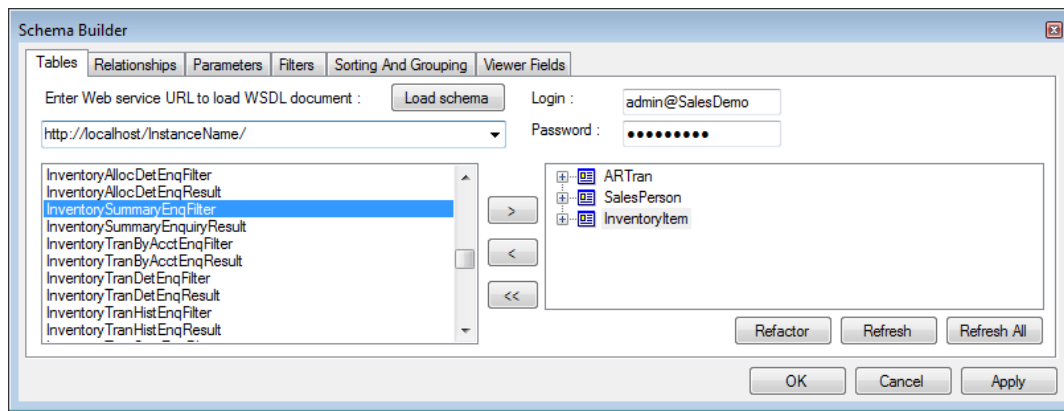 Schema Builder
Tables Relationships Parameters Filters Sorting And Grouping Viewer Fields
Enter Web service URL to load WSDL document : Load schema Login : admin@SalesDemo
http://localhost/InstanceName/ Password : ●●●●●●●●●
InventoryAllocDetEnqFilter
InventoryAllocDetEnqResult
InventorySummaryEnqFilter
InventorySummaryEnquiryResult
InventoryTranByAcctEnqFilter
InventoryTranByAcctEnqResult
InventoryTranDetEnqFilter
InventoryTranDetEnqResult
InventoryTranHistEnqFilter
InventoryTranHistEnqResult
>
<
<<
ARTran
SalesPerson
InventoryItem
Refactor Refresh Refresh All
OK Cancel Apply